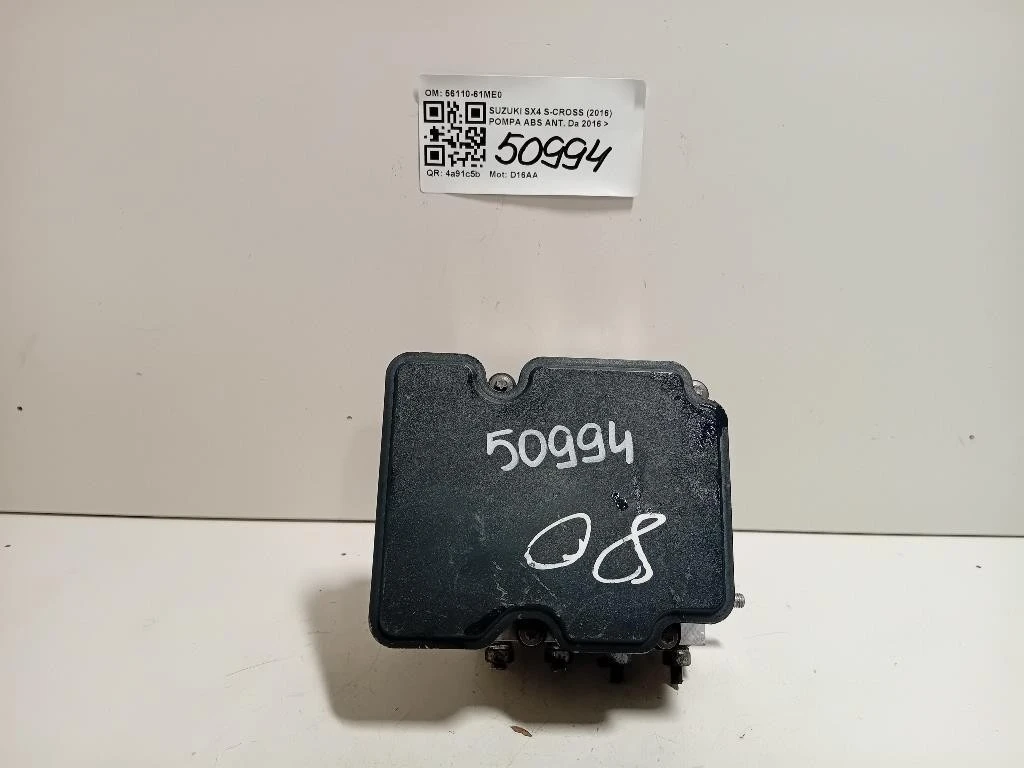 OM: 56110-61ME0
SUZUKI SX4 S-CROSS (2016)
POMPA ABS ANT. Da 2016 >
50994
QR: 4a91c5b Mot: D16AA
50994
08